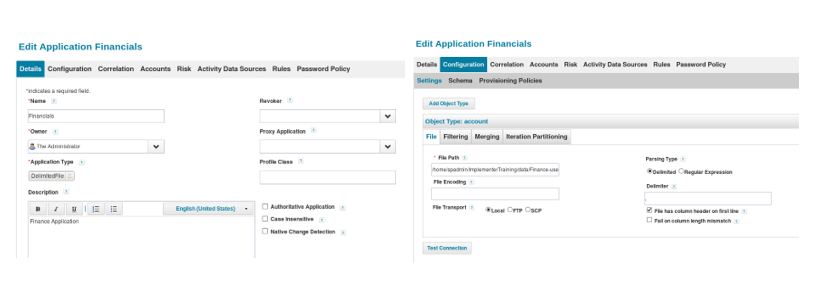 Edit Application Financials
Details Configuration Correlation Accounts Risk Activity Data Sources Rules Password Policy
*Indicates a required field.
*Name
Financials
*Owner
The Administrator
*Application Type
DelimitedFile
Description
B I U English (United States)
Finance Application
Revoker
Proxy Application
Profile Class
Authoritative Application
Case Insensitive
Native Change Detection
Edit Application Financials
Details Configuration Correlation Accounts Risk Activity Data Sources Rules Password Policy
Settings Schema Provisioning Policies
Add Object Type
Object Type: account
File Filtering Merging Iteration Partitioning
* File Path
/home/spadmin/ImplementerTraining/data/Finance-use
File Encoding
File Transport Local FTP SCP
Parsing Type
Delimited Regular Expression
Delimiter
,
File has column header on first line
Fail on column length mismatch
Test Connection